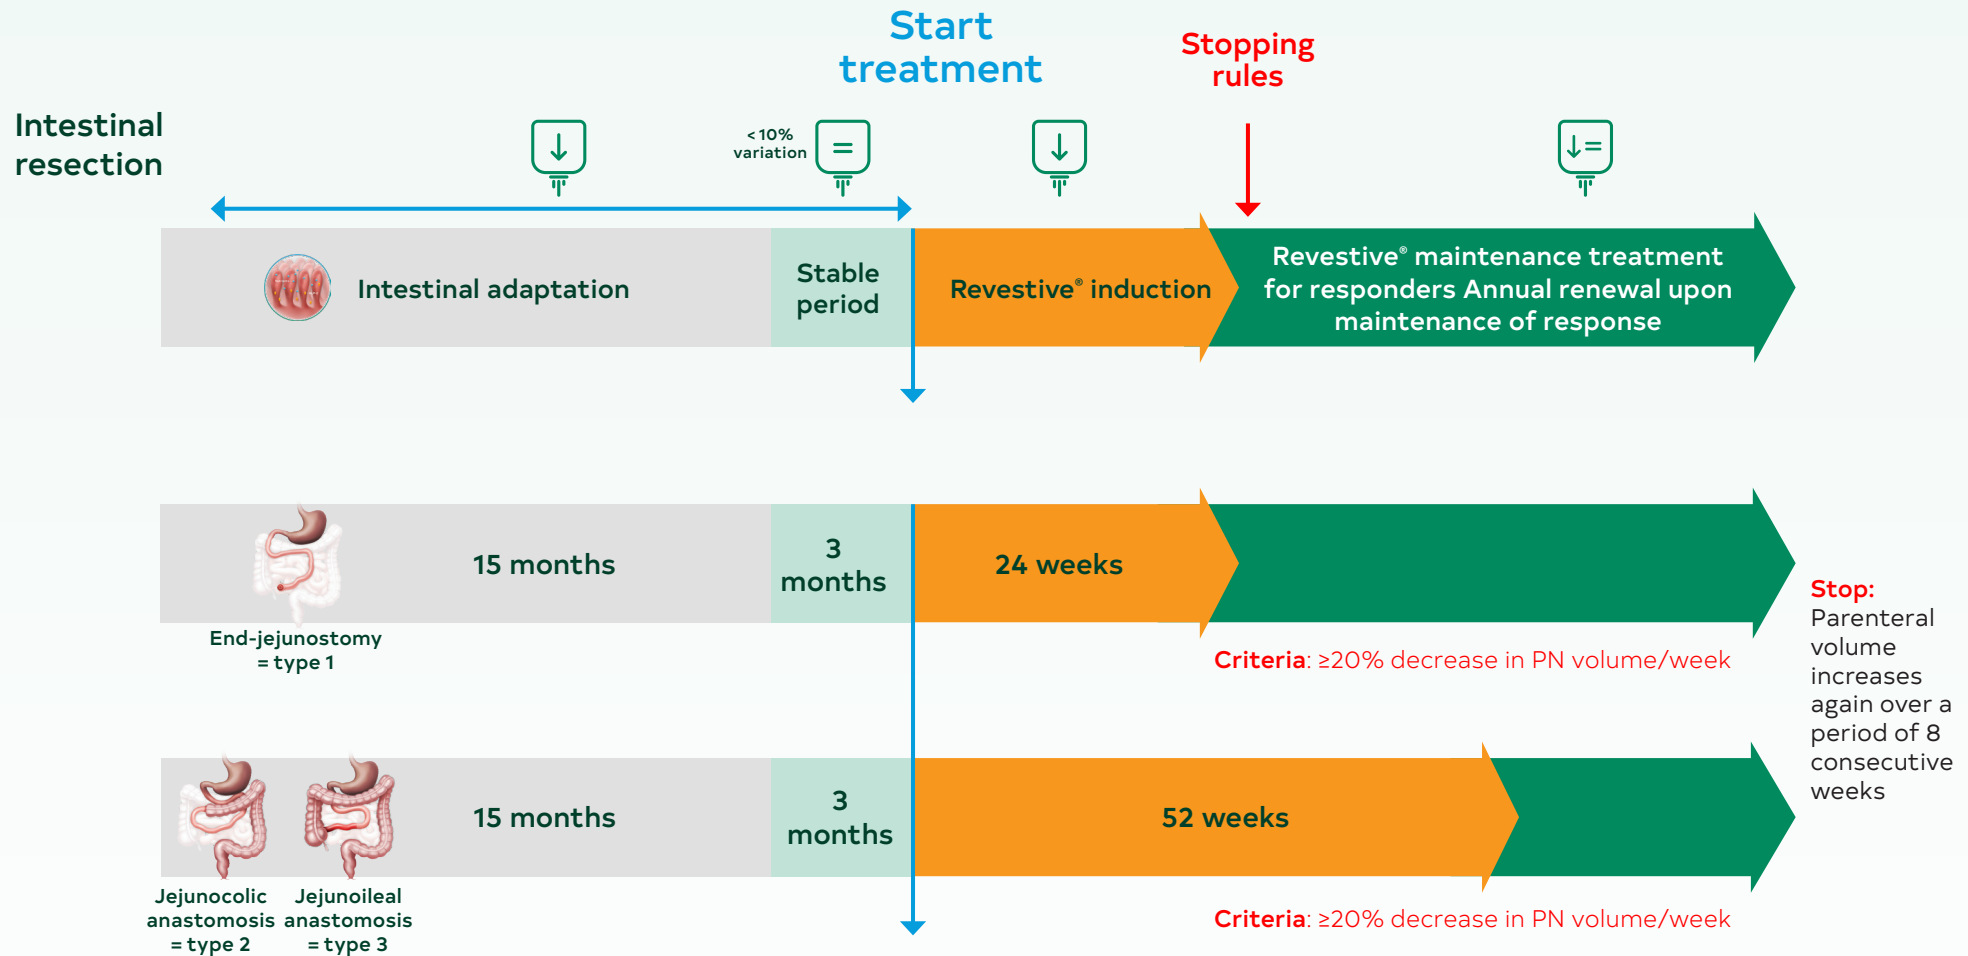 Start
treatment
Stopping
rules
Intestinal
resection
< 10%
variation
Intestinal adaptation
Stable
period
Revestive® induction
Revestive® maintenance treatment
for responders Annual renewal upon
maintenance of response
15 months
3
months
24 weeks
End-jejunostomy
= type 1
Criteria: ≥20% decrease in PN volume/week
Stop:
Parenteral
volume
increases
again over a
period of 8
consecutive
weeks
15 months
3
months
52 weeks
Jejunocolic
anastomosis
= type 2
Jejunoileal
anastomosis
= type 3
Criteria: ≥20% decrease in PN volume/week